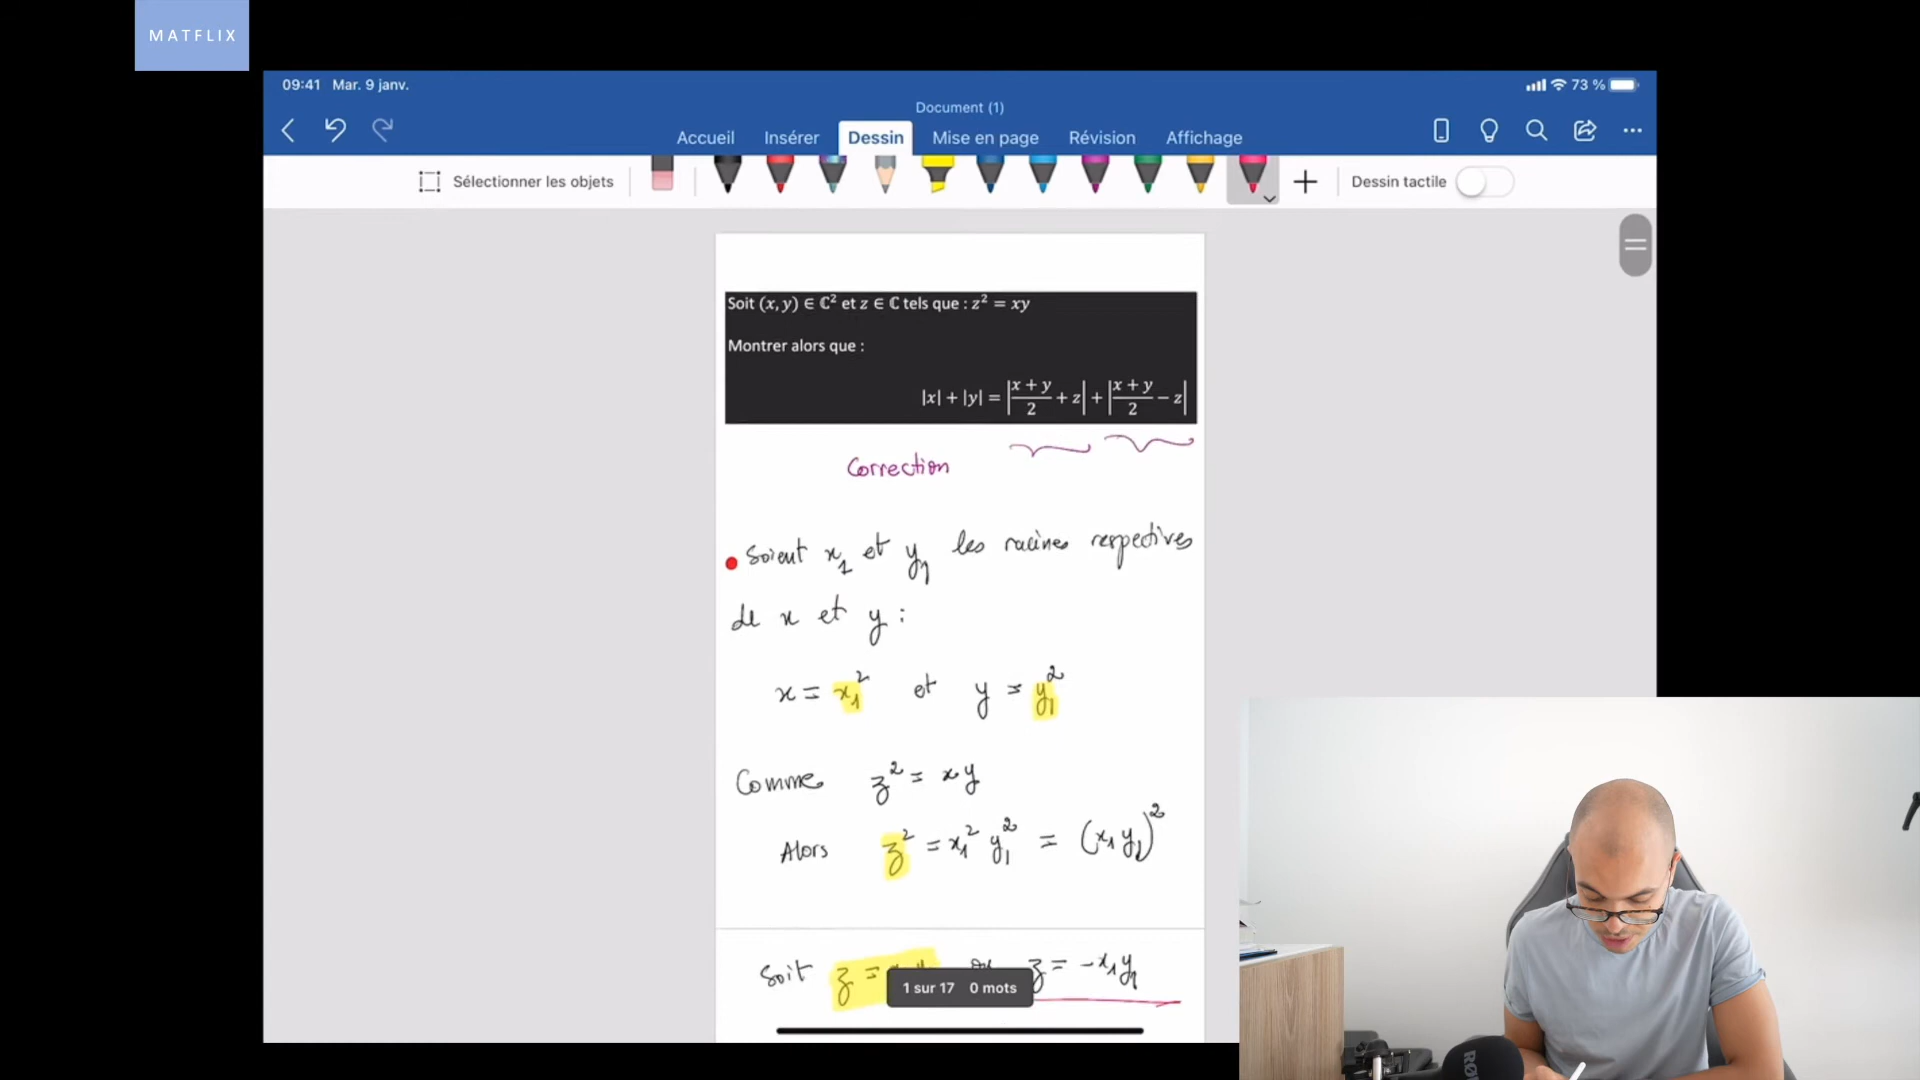 MATFLIX
09:41 Mar. 9 janv.
73 %
Document (1)
Accueil Insérer Dessin Mise en page Révision Affichage
Sélectionner les objets
Dessin tactile
Soit (x, y) ∈ ℂ² et z ∈ ℂ tels que : z² = xy
Montrer alors que :
|x| + |y| = |x + y / 2 + z| + |x + y / 2 − z|
Correction
• Soient x₁ et y₁ les racines respectives
de x et y :
x = x₁² et y = y₁²
Comme z² = xy
Alors z² = x₁² y₁² = (x₁ y₁)²
Soit z = ou z = −x₁y₁
1 sur 17 0 mots